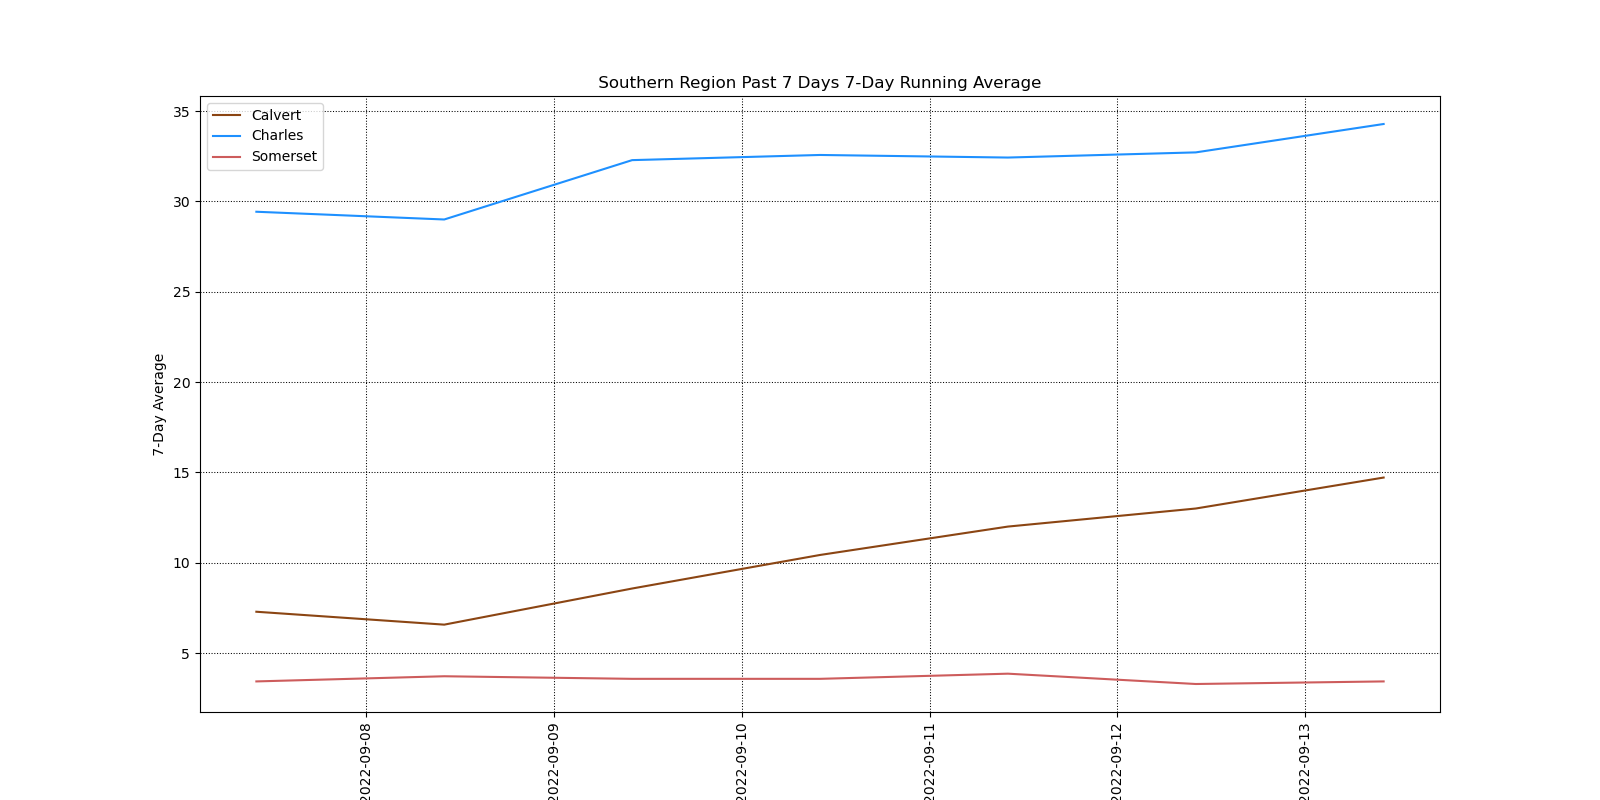 Southern Region Past 7 Days 7-Day Running Average
Calvert
Charles
Somerset
7-Day Average
35
30
25
20
15
10
5
2022-09-08
2022-09-09
2022-09-10
2022-09-11
2022-09-12
2022-09-13